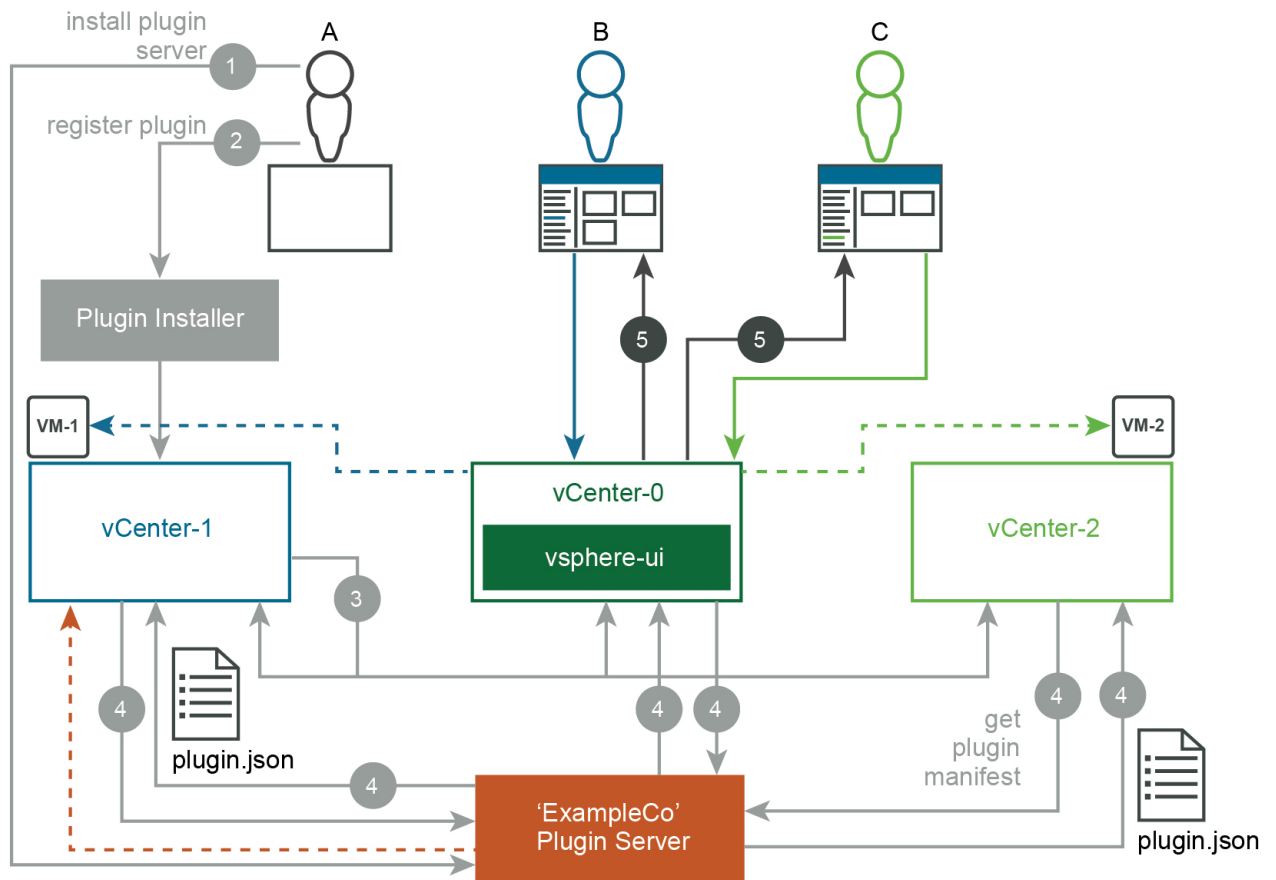 install plugin
server
1
A
B
C
register plugin
2
Plugin Installer
5
5
VM-1
VM-2
vCenter-1
vCenter-0
vsphere-ui
vCenter-2
3
4
4
4
4
4
4
get
plugin
manifest
plugin.json
plugin.json
‘ExampleCo’
Plugin Server